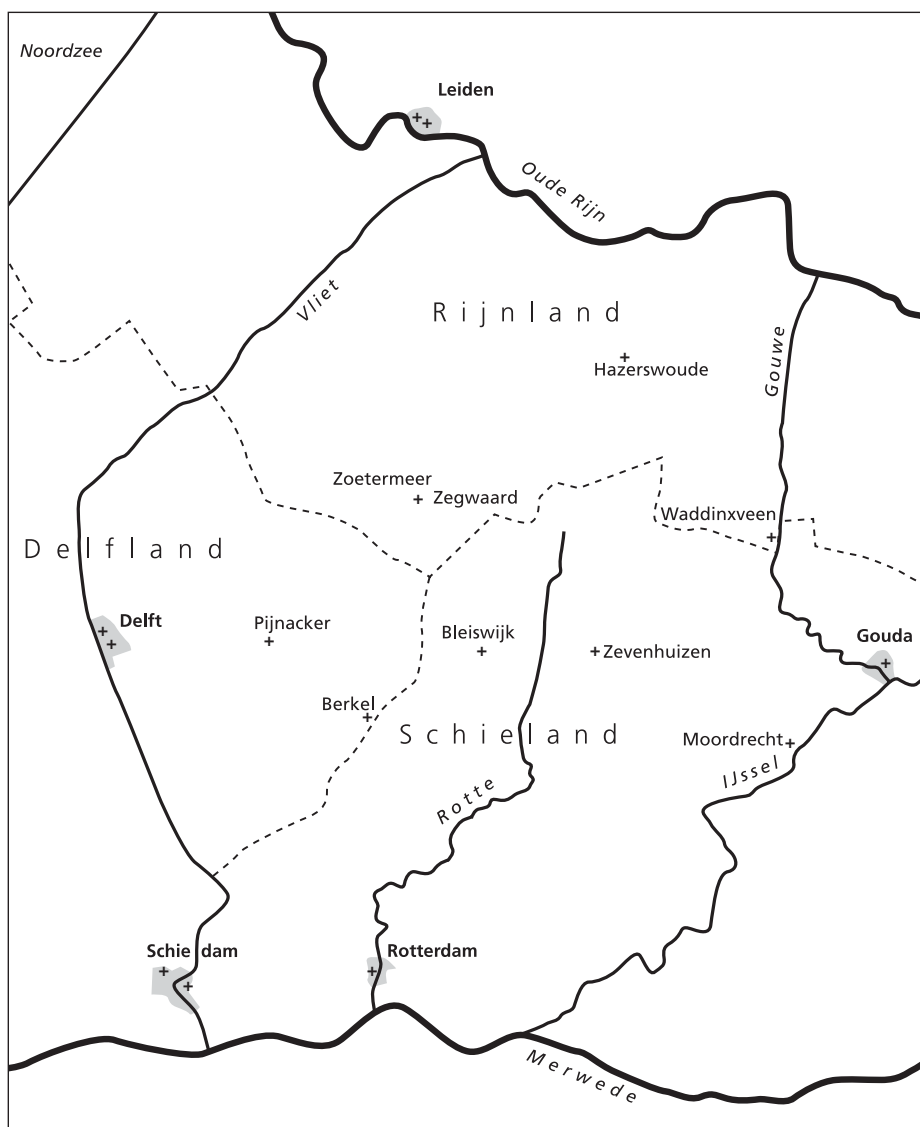 Noordzee
Leiden
Oude Rijn
Vliet
Rijnland
Gouwe
Hazerswoude
Zoetermeer
Zegwaard
Waddinxveen
Delfland
Delft
Pijnacker
Bleiswijk
Zevenhuizen
Gouda
Berkel
Schieland
Moordrecht
IJssel
Rotte
Schiedam
Rotterdam
Merwede